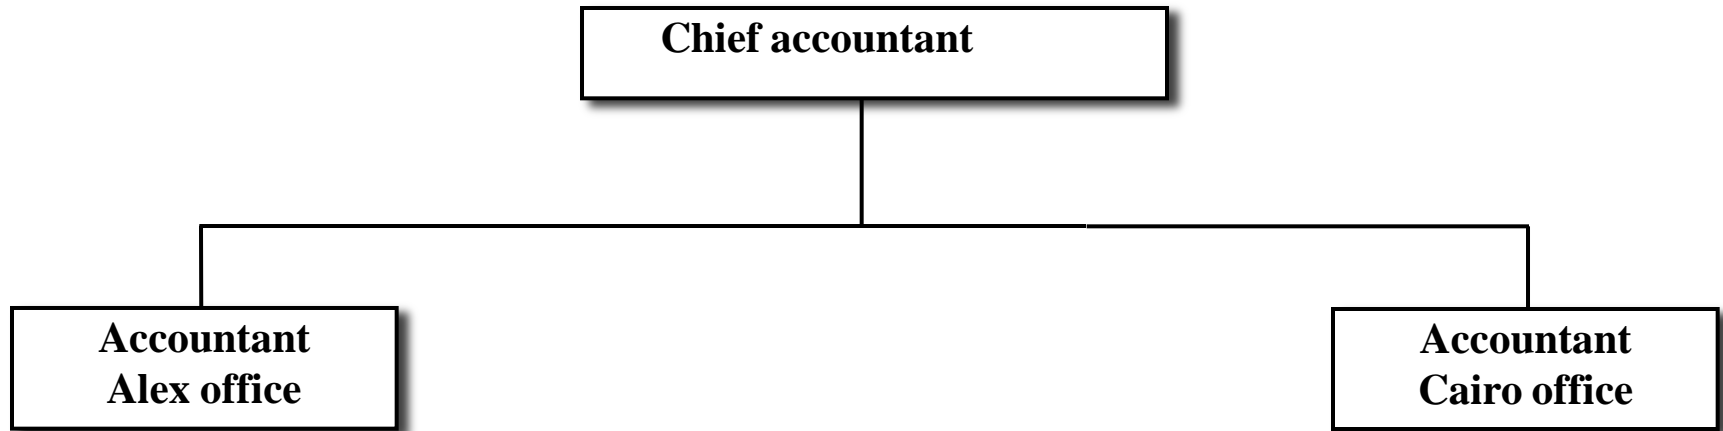 Chief accountant
Accountant
Alex office
Accountant
Cairo office